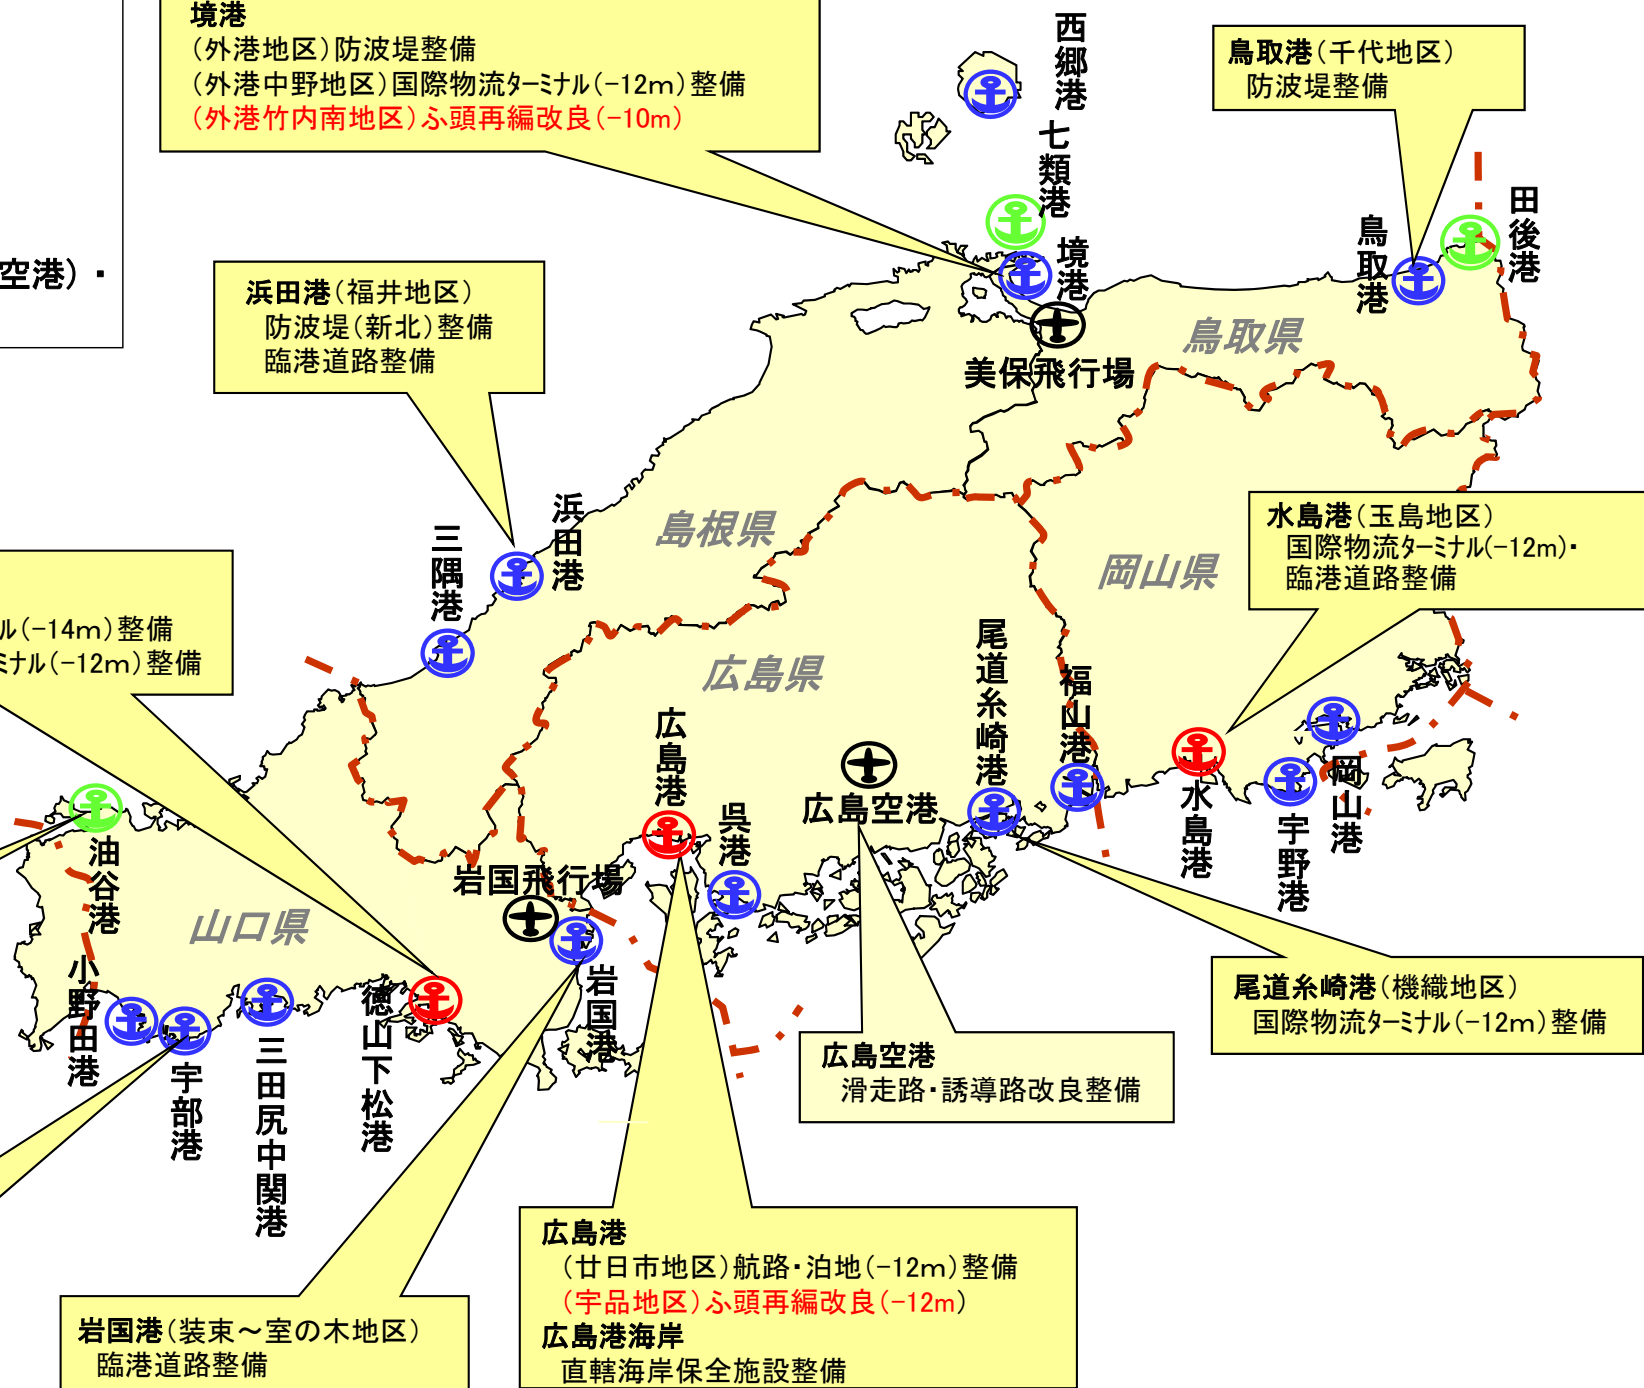 境港
(外港地区)防波堤整備
(外港中野地区)国際物流ターミナル(-12m)整備
(外港竹内南地区)ふ頭再編改良(-10m)
西郷港
鳥取港(千代地区)
防波堤整備
七類港
田後港
鳥取港
境港
空港)・
浜田港(福井地区)
防波堤(新北)整備
臨港道路整備
鳥取県
美保飛行場
浜田港
三隅港
島根県
岡山県
水島港(玉島地区)
国際物流ターミナル(-12m)・
臨港道路整備
ル(-14m)整備
ミナル(-12m)整備
広島県
尾道糸崎港
福山港
広島港
広島空港
呉港
水島港
岡山港
宇野港
油谷港
岩国飛行場
山口県
小野田港
徳山下松港
岩国港
宇部港
三田尻中関港
尾道糸崎港(機織地区)
国際物流ターミナル(-12m)整備
広島空港
滑走路・誘導路改良整備
広島港
(廿日市地区)航路・泊地(-12m)整備
(宇品地区)ふ頭再編改良(-12m)
広島港海岸
直轄海岸保全施設整備
岩国港(装束~室の木地区)
臨港道路整備